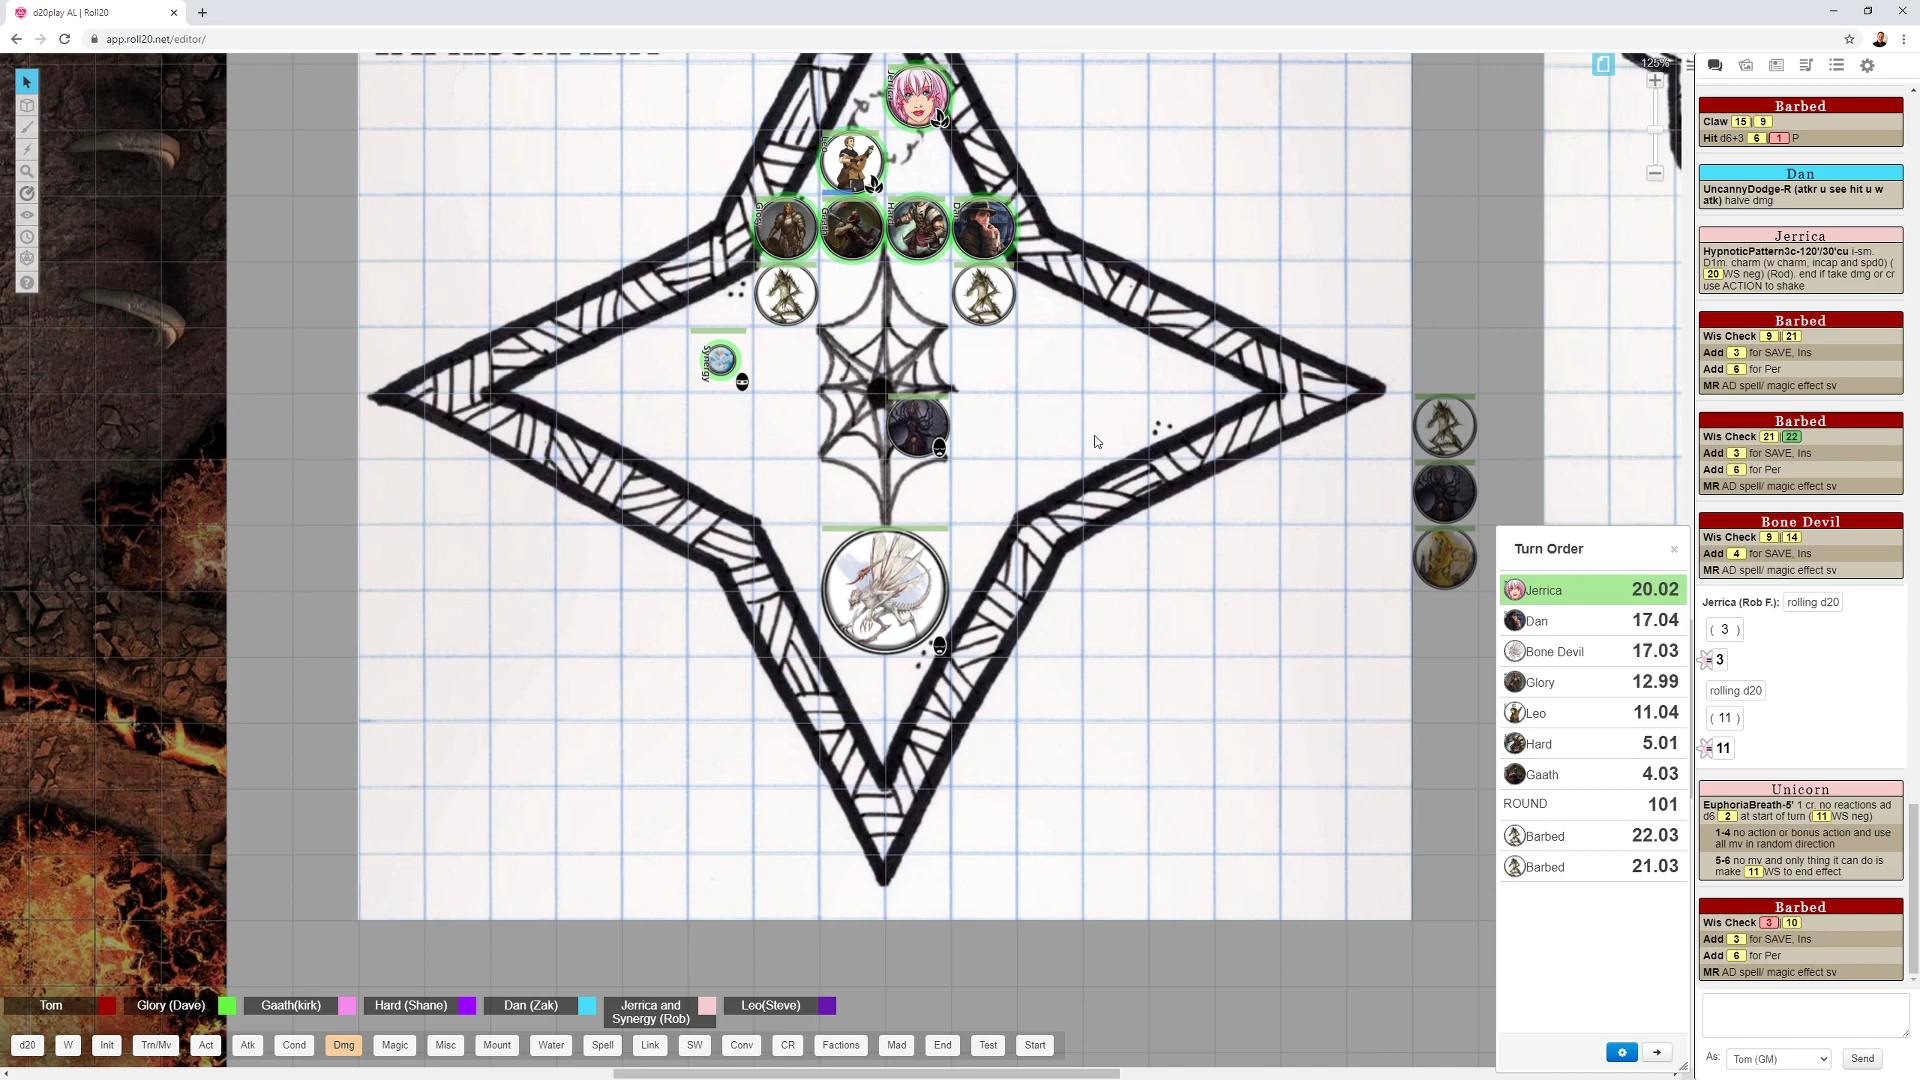 d20play AL | Roll20
app.roll20.net/editor/
125%
Jerrica
Leo
Glory
Gaath
Hard
Dan
Synergy
Turn Order
Jerrica 20.02
Dan 17.04
Bone Devil 17.03
Glory 12.99
Leo 11.04
Hard 5.01
Gaath 4.03
ROUND 101
Barbed 22.03
Barbed 21.03
Barbed
Claw 15 | 9
Hit d6+3 6 | 1 P
Dan
UncannyDodge-R (atkr u see hit u w
atk) halve dmg
Jerrica
HypnoticPattern3c-120'/30'cu i-sm.
D1m. charm (w charm, incap and spd0) (
20 WS neg) (Rod). end if take dmg or cr
use ACTION to shake
Barbed
Wis Check 9 | 21
Add 3 for SAVE, Ins
Add 6 for Per
MR AD spell/ magic effect sv
Barbed
Wis Check 21 | 22
Add 3 for SAVE, Ins
Add 6 for Per
MR AD spell/ magic effect sv
Bone Devil
Wis Check 9 | 14
Add 4 for SAVE, Ins
MR AD spell/ magic effect sv
Jerrica (Rob F.): rolling d20
( 3 )
= 3
rolling d20
( 11 )
= 11
Unicorn
EuphoriaBreath-5' 1 cr. no reactions ad
d6 2 at start of turn ( 11 WS neg)
1-4 no action or bonus action and use
all mv in random direction
5-6 no mv and only thing it can do is
make 11 WS to end effect
Barbed
Wis Check 3 | 10
Add 3 for SAVE, Ins
Add 6 for Per
MR AD spell/ magic effect sv
As: Tom (GM) Send
Tom
Glory (Dave)
Gaath(kirk)
Hard (Shane)
Dan (Zak)
Jerrica and
Synergy (Rob)
Leo(Steve)
d20 W Init Trn/Mv Act Atk Cond Dmg Magic Misc Mount Water Spell Link SW Conv CR Factions Mad End Test Start